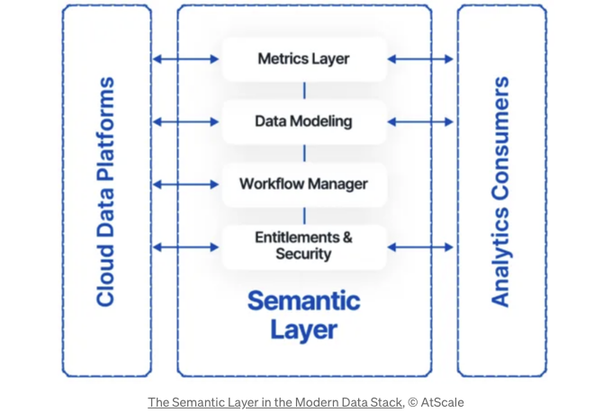 Cloud Data Platforms
Metrics Layer
Data Modeling
Workflow Manager
Entitlements &
Security
Semantic
Layer
Analytics Consumers
The Semantic Layer in the Modern Data Stack, © AtScale